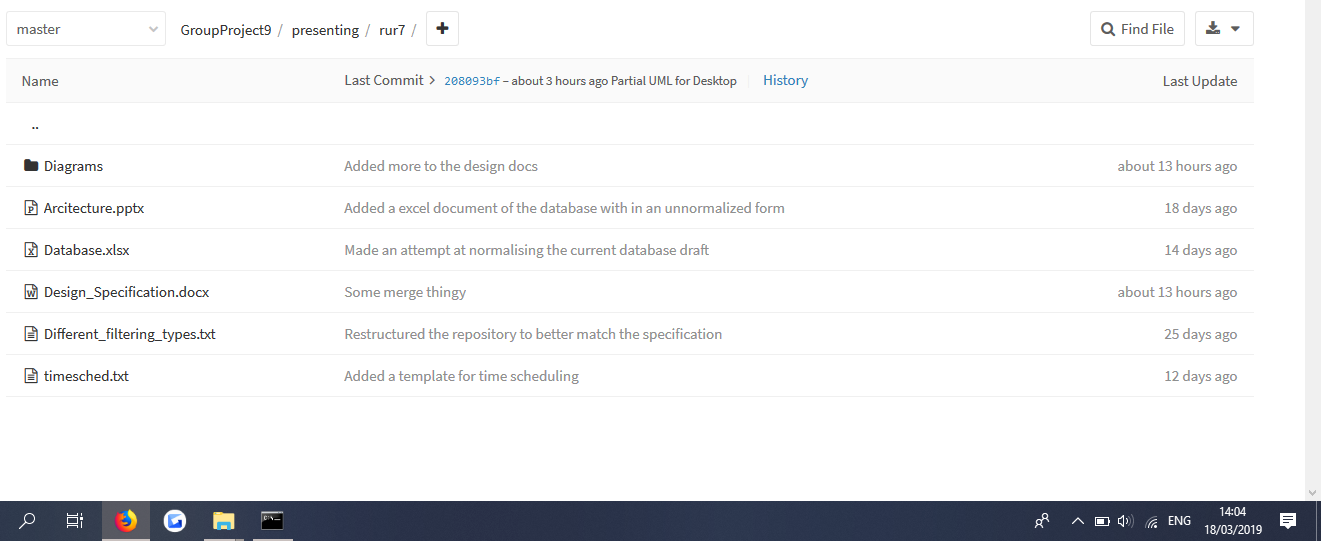 master GroupProject9 / presenting / rur7 / Find File
Name Last Commit > 208093bf – about 3 hours ago Partial UML for Desktop History Last Update
..
Diagrams Added more to the design docs about 13 hours ago
Arcitecture.pptx Added a excel document of the database with in an unnormalized form 18 days ago
Database.xlsx Made an attempt at normalising the current database draft 14 days ago
Design_Specification.docx Some merge thingy about 13 hours ago
Different_filtering_types.txt Restructured the repository to better match the specification 25 days ago
timesched.txt Added a template for time scheduling 12 days ago
ENG 14:04
18/03/2019